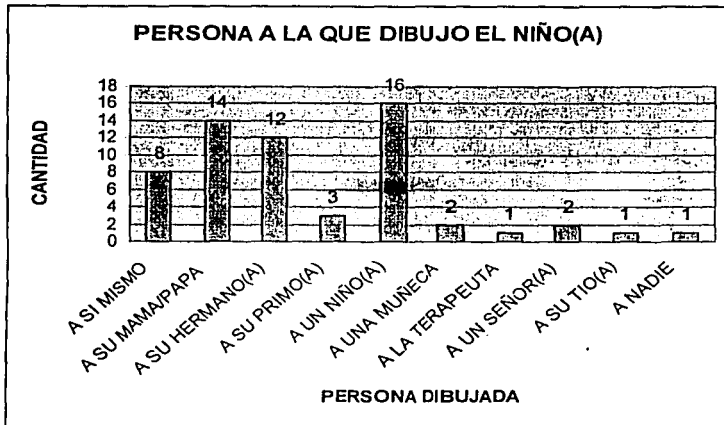 PERSONA A LA QUE DIBUJO EL NIÑO(A)
CANTIDAD
18
16
14
12
10
8
6
4
2
0
8
14
12
3
16
2
1
2
1
1
A SI MISMO
A SU MAMA/PAPA
A SU HERMANO(A)
A SU PRIMO(A)
A UN NIÑO(A)
A UNA MUÑECA
A LA TERAPEUTA
A UN SEÑOR(A)
A SU TIO(A)
A NADIE
PERSONA DIBUJADA